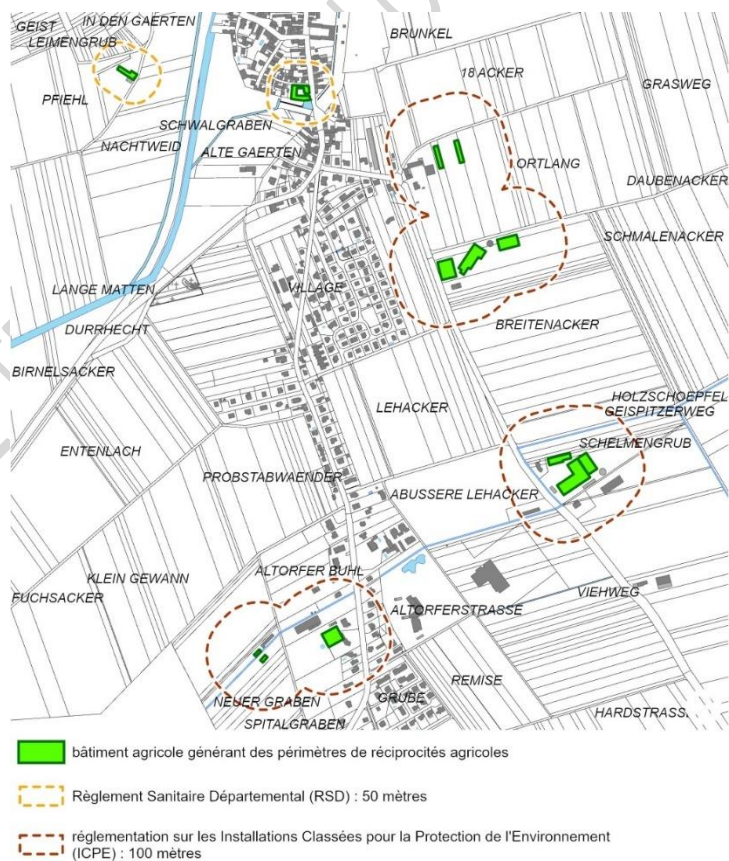 GEIST
IN DEN GAERTEN
LEIMENGRUB
BRUNKEL
18 ACKER
GRASWEG
PFIEHL
SCHWALGRABEN
NACHTWEID
ALTE GAERTEN
ORTLANG
DAUBENACKER
SCHMALENACKER
LANGE MATTEN
VILLAGE
DURRHECHT
BREITENACKER
BIRNELSACKER
HOLZSCHOEPFEL
LEHACKER
GEISPITZERWEG
ENTENLACH
SCHELMENGRUB
PROBSTABWAENDER
ABUSSERE LEHACKER
ALTORFER BUHL
KLEIN GEWANN
FUCHSACKER
VIEHWEG
ALTORFERSTRASSE
REMISE
NEUER GRABEN
GRUBE
SPITALGRABEN
HARDSTRASS
bâtiment agricole générant des périmètres de réciprocités agricoles
Règlement Sanitaire Départemental (RSD) : 50 mètres
réglementation sur les Installations Classées pour la Protection de l'Environnement
(ICPE) : 100 mètres